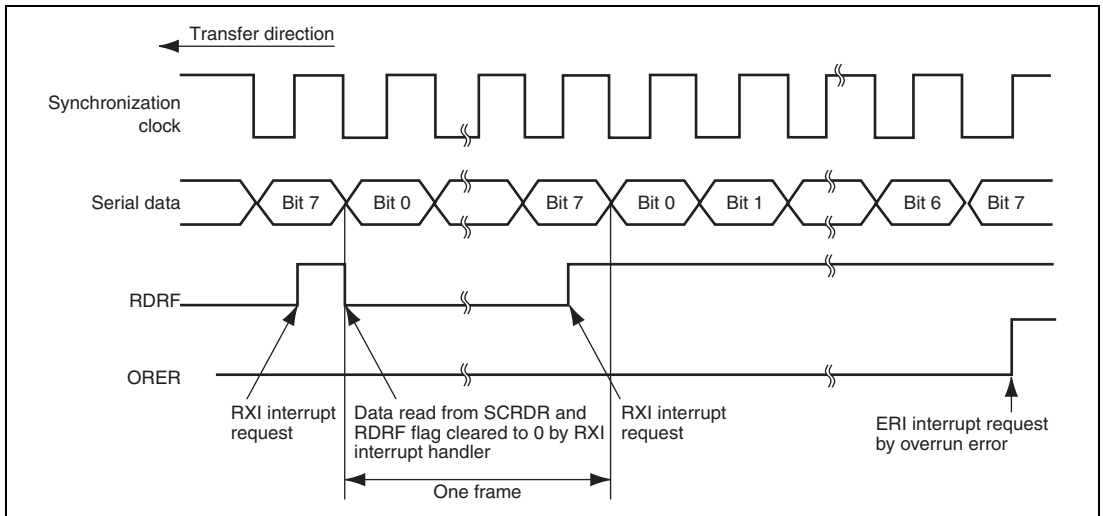 Transfer direction
Synchronization
clock
Serial data
Bit 7
Bit 0
Bit 7
Bit 0
Bit 1
Bit 6
Bit 7
RDRF
ORER
RXI interrupt
request
Data read from SCRDR and
RDRF flag cleared to 0 by RXI
interrupt handler
RXI interrupt
request
ERI interrupt request
by overrun error
One frame